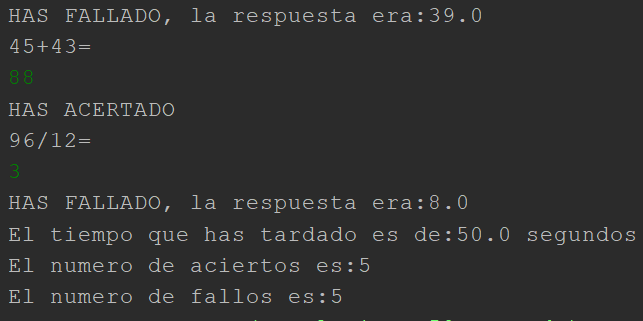 HAS FALLADO, la respuesta era:39.0
45+43=
88
HAS ACERTADO
96/12=
3
HAS FALLADO, la respuesta era:8.0
El tiempo que has tardado es de:50.0 segundos
El numero de aciertos es:5
El numero de fallos es:5